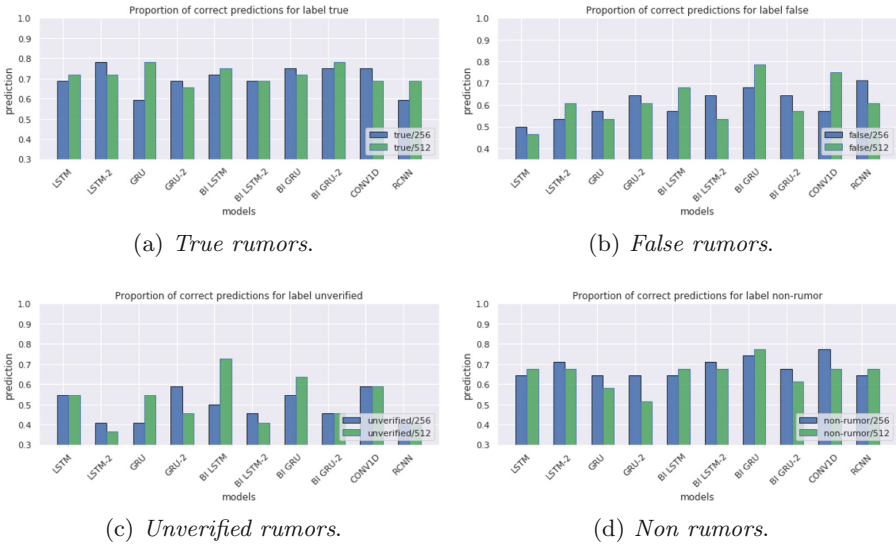 Proportion of correct predictions for label true
1.0
0.9
0.8
0.7
0.6
0.5
0.4
0.3
prediction
true/256
true/512
LSTM
LSTM-2
GRU
GRU-2
BI LSTM
BI LSTM-2
BI GRU
BI GRU-2
CONV1D
RCNN
models
(a) True rumors.
Proportion of correct predictions for label false
1.0
0.9
0.8
0.7
0.6
0.5
0.4
prediction
false/256
false/512
LSTM
LSTM-2
GRU
GRU-2
BI LSTM
BI LSTM-2
BI GRU
BI GRU-2
CONV1D
RCNN
models
(b) False rumors.
Proportion of correct predictions for label unverified
1.0
0.9
0.8
0.7
0.6
0.5
0.4
0.3
prediction
unverified/256
unverified/512
LSTM
LSTM-2
GRU
GRU-2
BI LSTM
BI LSTM-2
BI GRU
BI GRU-2
CONV1D
RCNN
models
(c) Unverified rumors.
Proportion of correct predictions for label non-rumor
1.0
0.9
0.8
0.7
0.6
0.5
0.4
0.3
prediction
non-rumor/256
non-rumor/512
LSTM
LSTM-2
GRU
GRU-2
BI LSTM
BI LSTM-2
BI GRU
BI GRU-2
CONV1D
RCNN
models
(d) Non rumors.